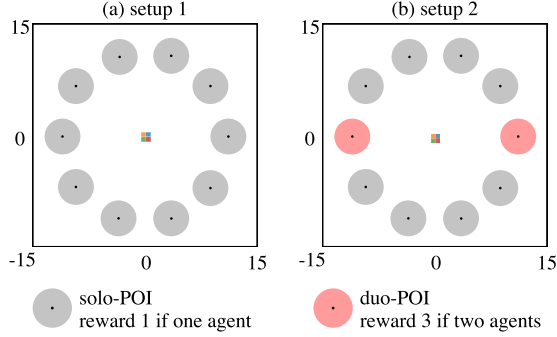 (a) setup 1
(b) setup 2
15
15
0
0
-15
0
15
-15
0
15
solo-POI
reward 1 if one agent
duo-POI
reward 3 if two agents